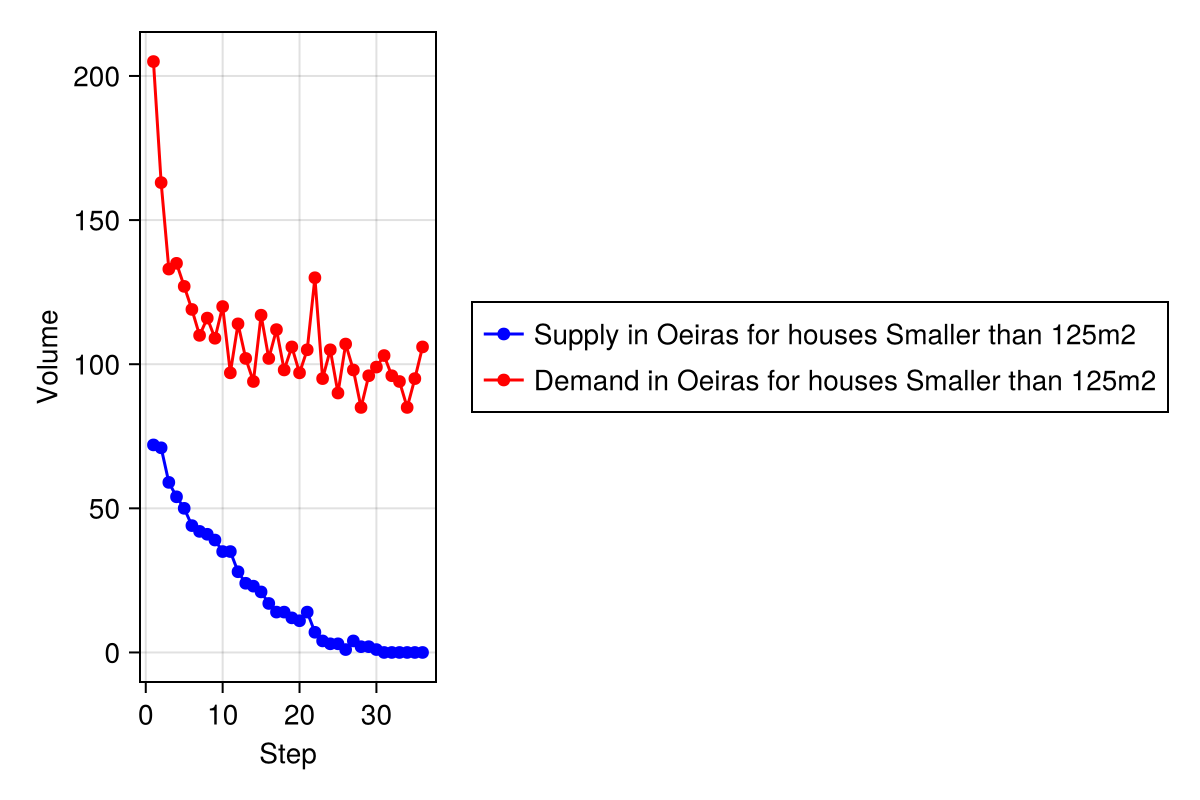 Volume
200
150
100
50
0
0 10 20 30
Step
Supply in Oeiras for houses Smaller than 125m2
Demand in Oeiras for houses Smaller than 125m2